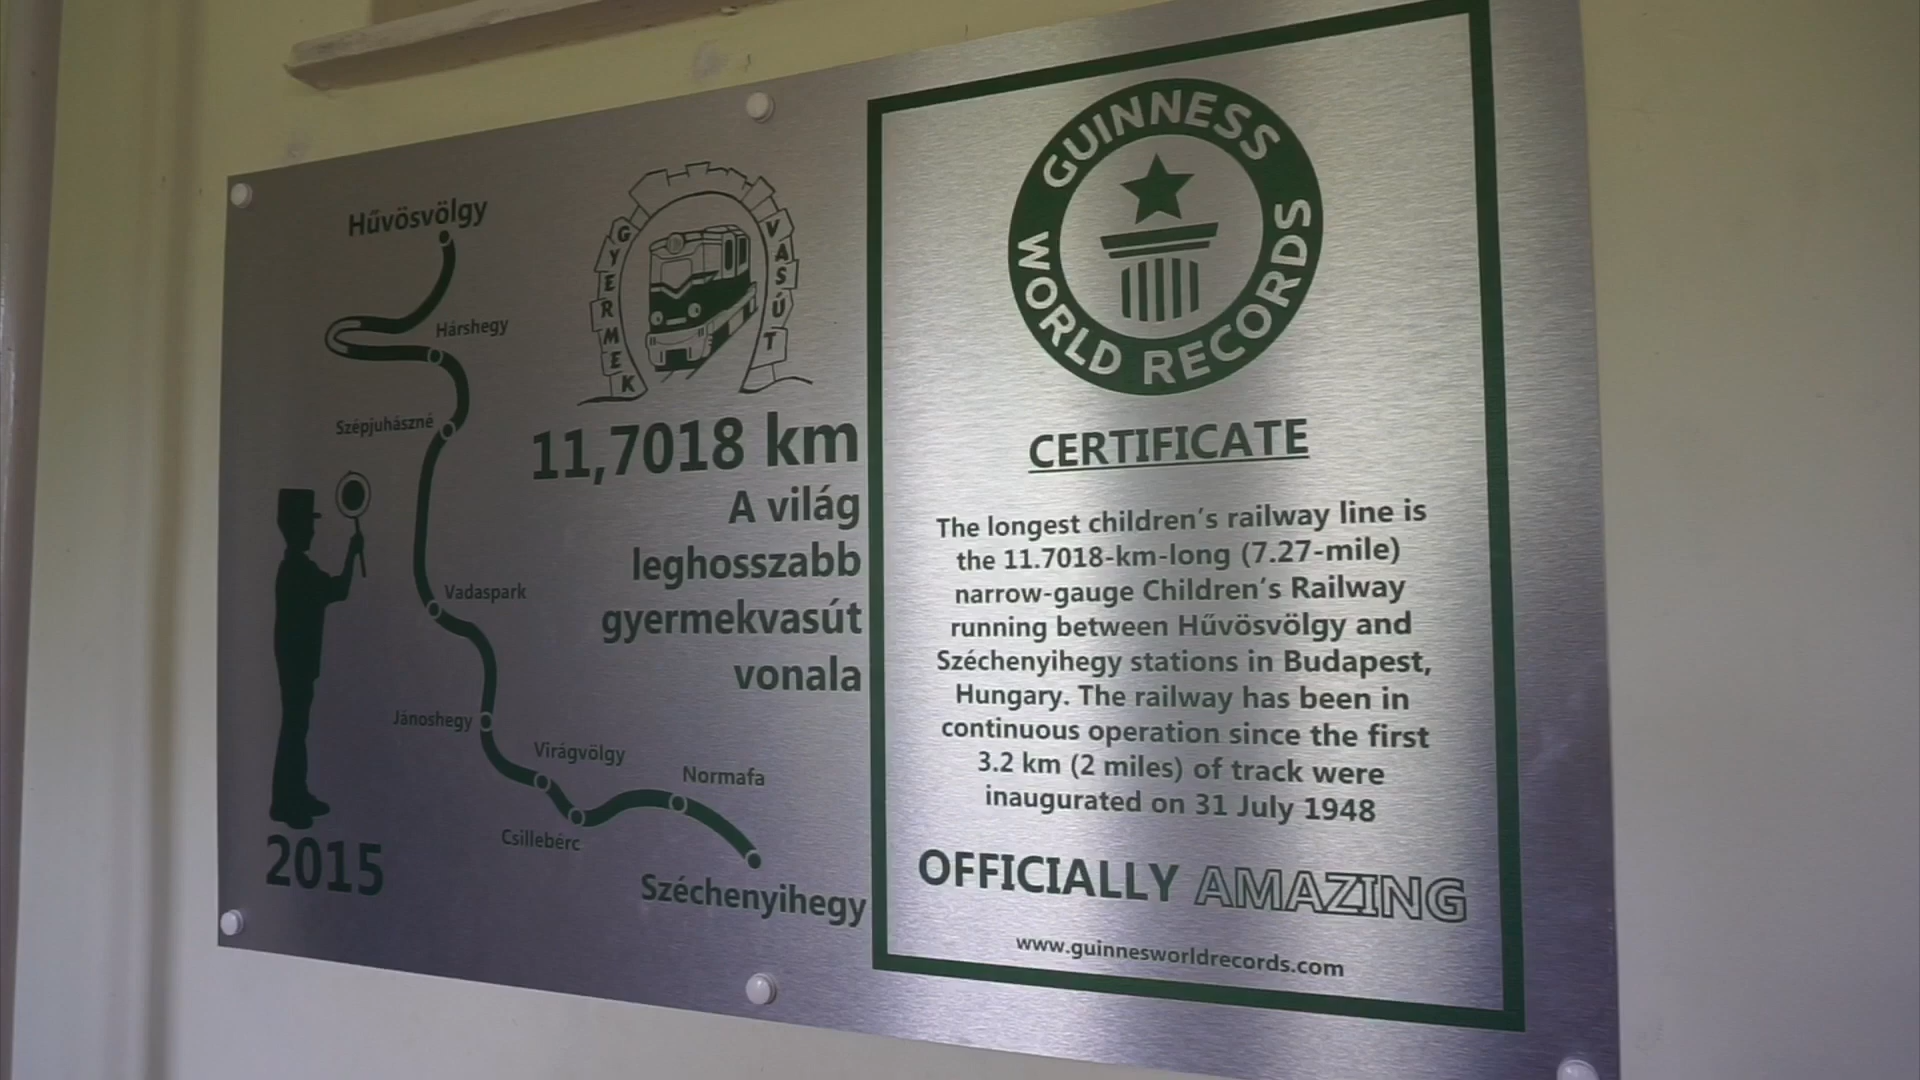 Hűvösvölgy
Hárshegy
Szépjuhászné
Vadaspark
Jánoshegy
Virágvölgy
Csillebérc
Normafa
Széchenyihegy
2015
GYERMEK
VASÚT
11,7018 km
A világ
leghosszabb
gyermekvasút
vonala
GUINNESS
WORLD RECORDS
CERTIFICATE
The longest children's railway line is
the 11.7018-km-long (7.27-mile)
narrow-gauge Children's Railway
running between Hűvösvölgy and
Széchenyihegy stations in Budapest,
Hungary. The railway has been in
continuous operation since the first
3.2 km (2 miles) of track were
inaugurated on 31 July 1948
OFFICIALLY AMAZING
www.guinnesworldrecords.com